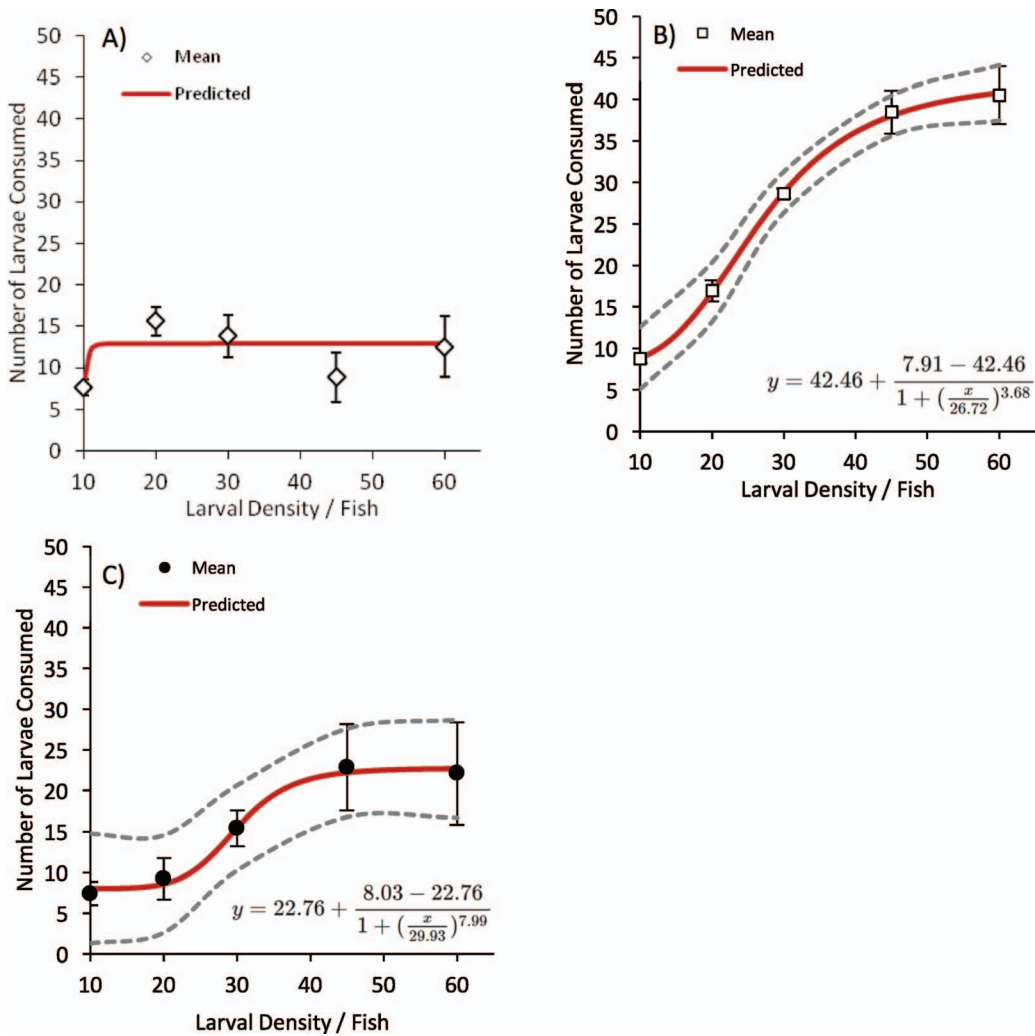 A)
Mean
Predicted
50
45
40
35
30
25
20
15
10
5
0
Number of Larvae Consumed
10 20 30 40 50 60
Larval Density / Fish
B)
Mean
Predicted
50
45
40
35
30
25
20
15
10
5
0
Number of Larvae Consumed
y = 42.46 + \frac{7.91 − 42.46}{1 + (\frac{x}{26.72})^{3.68}}
10 20 30 40 50 60
Larval Density / Fish
C)
Mean
Predicted
50
45
40
35
30
25
20
15
10
5
0
Number of Larvae Consumed
y = 22.76 + \frac{8.03 − 22.76}{1 + (\frac{x}{29.93})^{7.99}}
10 20 30 40 50 60
Larval Density / Fish